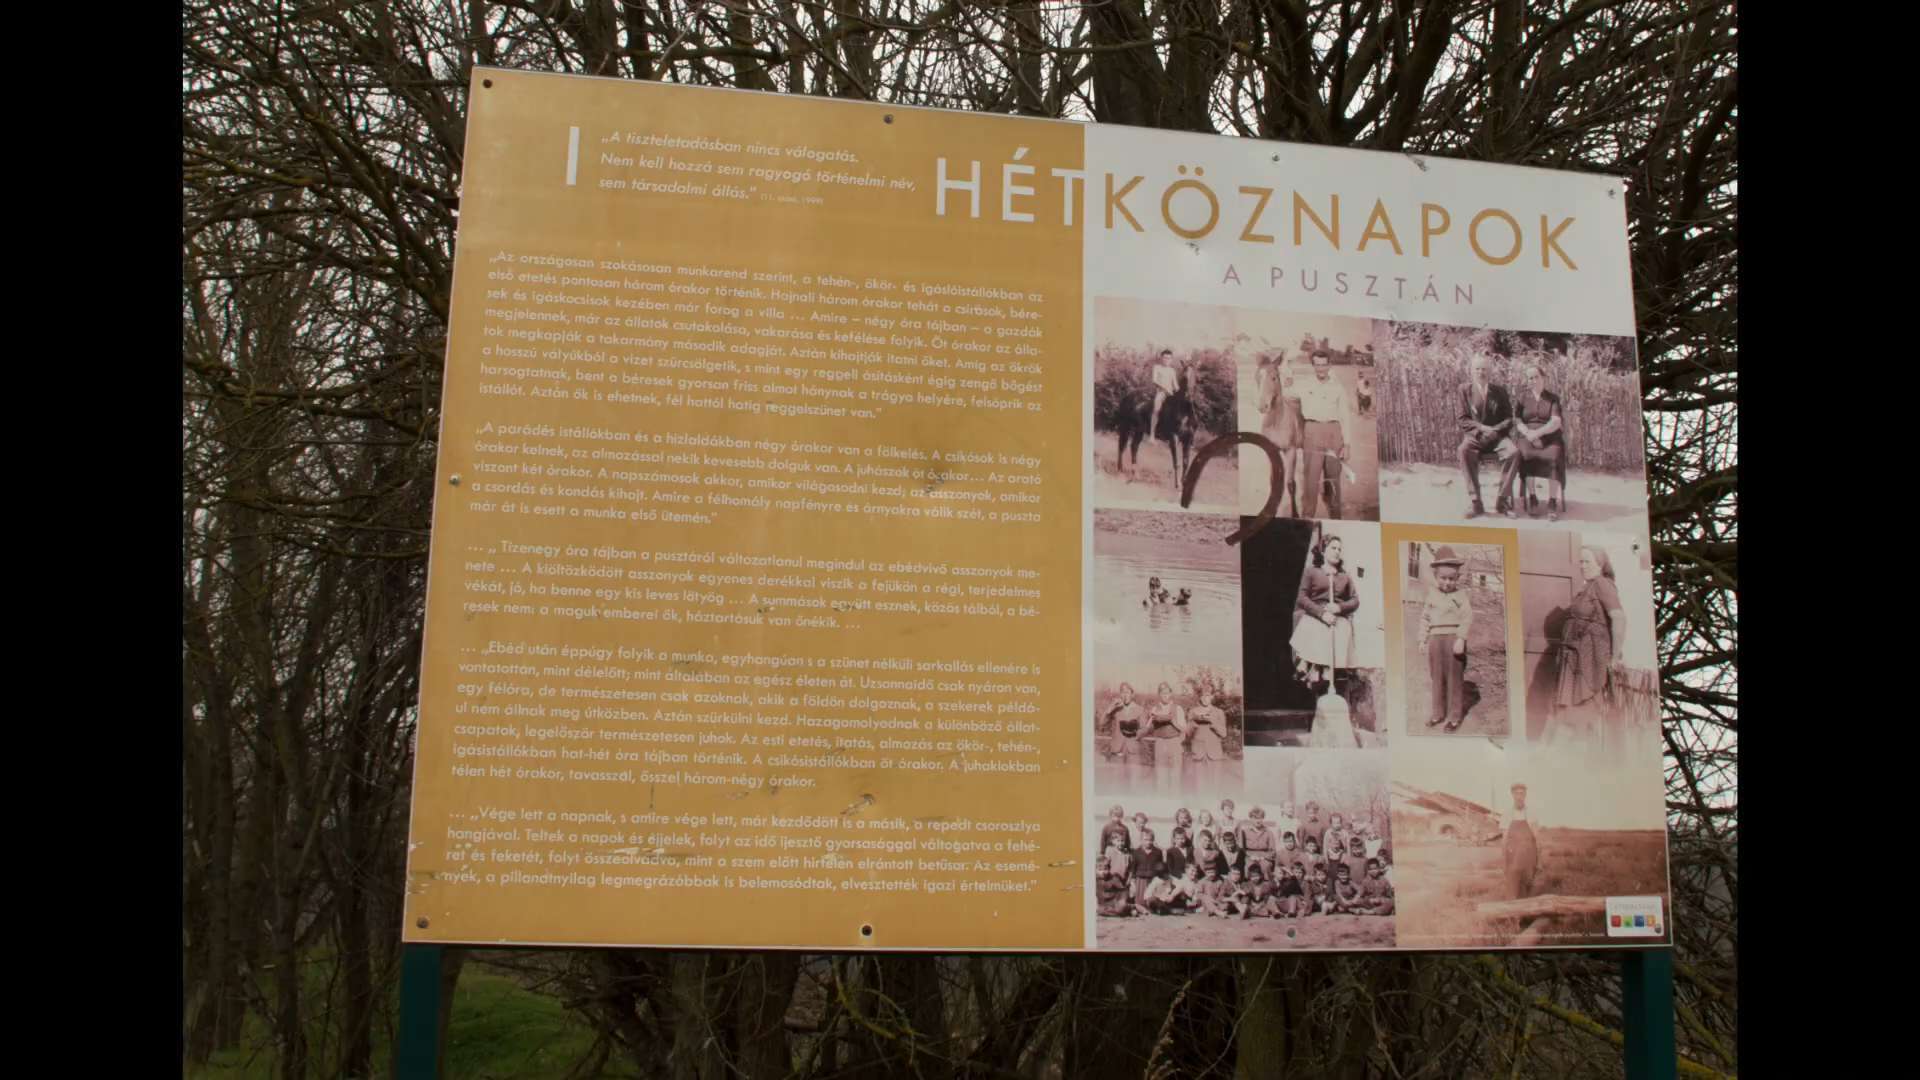 „A tiszteletadásban nincs válogatás.
Nem kell hozzá sem ragyogó történelmi név,
sem társadalmi állás." (11. oldal, 1999)
HÉTKÖZNAPOK
A PUSZTÁN
„Az országosan szokásosan munkarend szerint, a tehén-, ökör- és igáslóistállókban az
első etetés pontosan három órakor történik. Hajnali három órakor tehát a csirások, bére-
sek és igáskocsisok kezében már forog a villa ... Amire – négy óra tájban – a gazdák
megjelennek, már az állatok csutakolása, vakarása és kefélése folyik. Öt órakor az álla-
tok megkapják a takarmány második adagját. Aztán kihajtják itatni őket. Amíg az ökrök
a hosszú vályúkból a vizet szürcsölgetik, s mint egy reggeli ásításként égig zengő bőgést
harsogtatnak, bent a béresek gyorsan friss almot hánynak a trágya helyére, felsöprik az
istállót. Aztán ők is ehetnek, fél hattól hatig reggelszünet van."
„A parádés istállókban és a hizlaldákban négy órakor van a fölkelés. A csikósok is négy
órakor kelnek, az almozással nekik kevesebb dolguk van. A juhászok öt órakor... Az arató
viszont két órakor. A napszámosok akkor, amikor világosodni kezd; az asszonyok, amikor
a csordás és kondás kihajt. Amire a félhomály napfényre és árnyakra válik szét, a puszta
már át is esett a munka első ütemén."
... „ Tizenegy óra tájban a pusztáról változatlanul megindul az ebédvivő asszonyok me-
nete ... A kiöltözködött asszonyok egyenes derékkal viszik a fejükön a régi, terjedelmes
vékát, jó, ha benne egy kis leves lötyög ... A summások együtt esznek, közös tálból, a bé-
resek nem: a maguk emberei ők, háztartásuk van önékik. ...
... „Ebéd után éppúgy folyik a munka, egyhangúan s a szünet nélküli sarkallás ellenére is
vontatottan, mint délelőtt; mint általában az egész életen át. Uzsannaidő csak nyáron van,
egy félóra, de természetesen csak azoknak, akik a földön dolgoznak, a szekerek példá-
ul nem állnak meg útközben. Aztán szürkülni kezd. Hazagamolyodnak a különböző állat-
csapatok, legelőször természetesen juhok. Az esti etetés, itatás, almozás az ökör-, tehén-,
igásistállókban hat-hét óra tájban történik. A csikósistállókban öt órakor. A juhaklokban
télen hét órakor, tavasszal, ősszel három-négy órakor.
... „Vége lett a napnak, s amire vége lett, már kezdődött is a másik, a repedt csoroszlya
hangjával. Teltek a napok és éjjelek, folyt az idő ijesztő gyorsasággal váltogatva a fehé-
ret és feketét, folyt összeolvadva, mint a szem előtt hirtelen elrántott betűsor. Az esemé-
nyek, a pillanatnyilag legmegrázóbbak is belemosódtak, elvesztették igazi értelmüket."